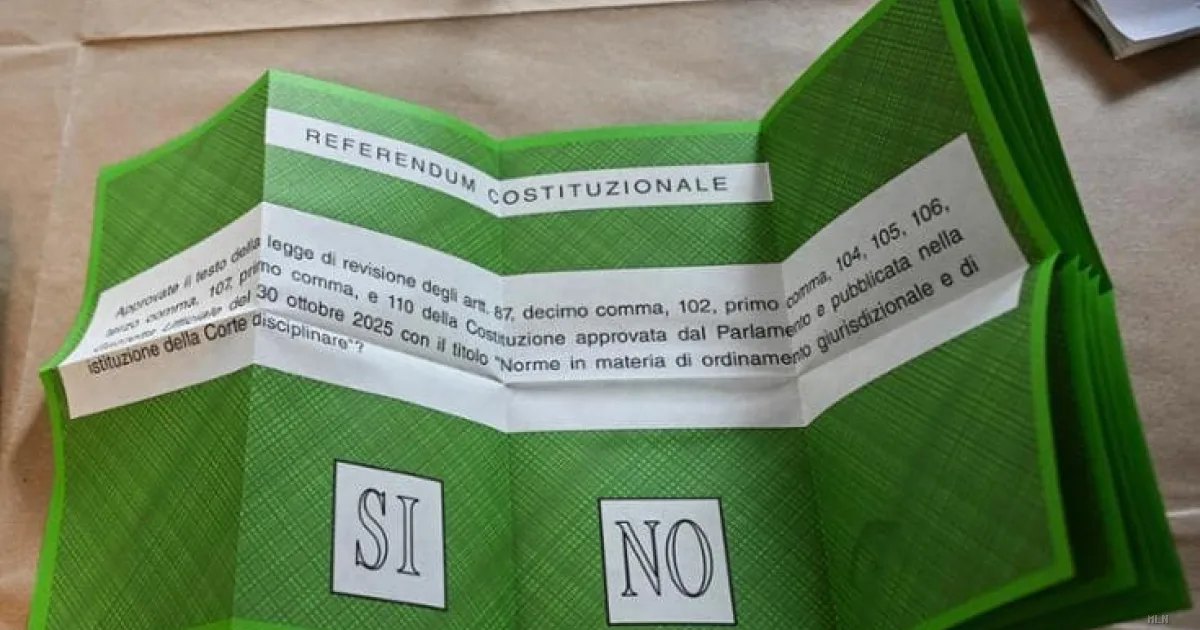 REFERENDUM COSTITUZIONALE
Approvate il testo della legge di revisione degli artt. 87, decimo comma, 102, primo comma, 104, 105, 106,
terzo comma, 107, primo comma, e 110 della Costituzione approvata dal Parlamento e pubblicata nella
Ufficiale del 30 ottobre 2025 con il titolo "Norme in materia di ordinamento giurisdizionale e di
istituzione della Corte disciplinare"?
SI
NO
HLN